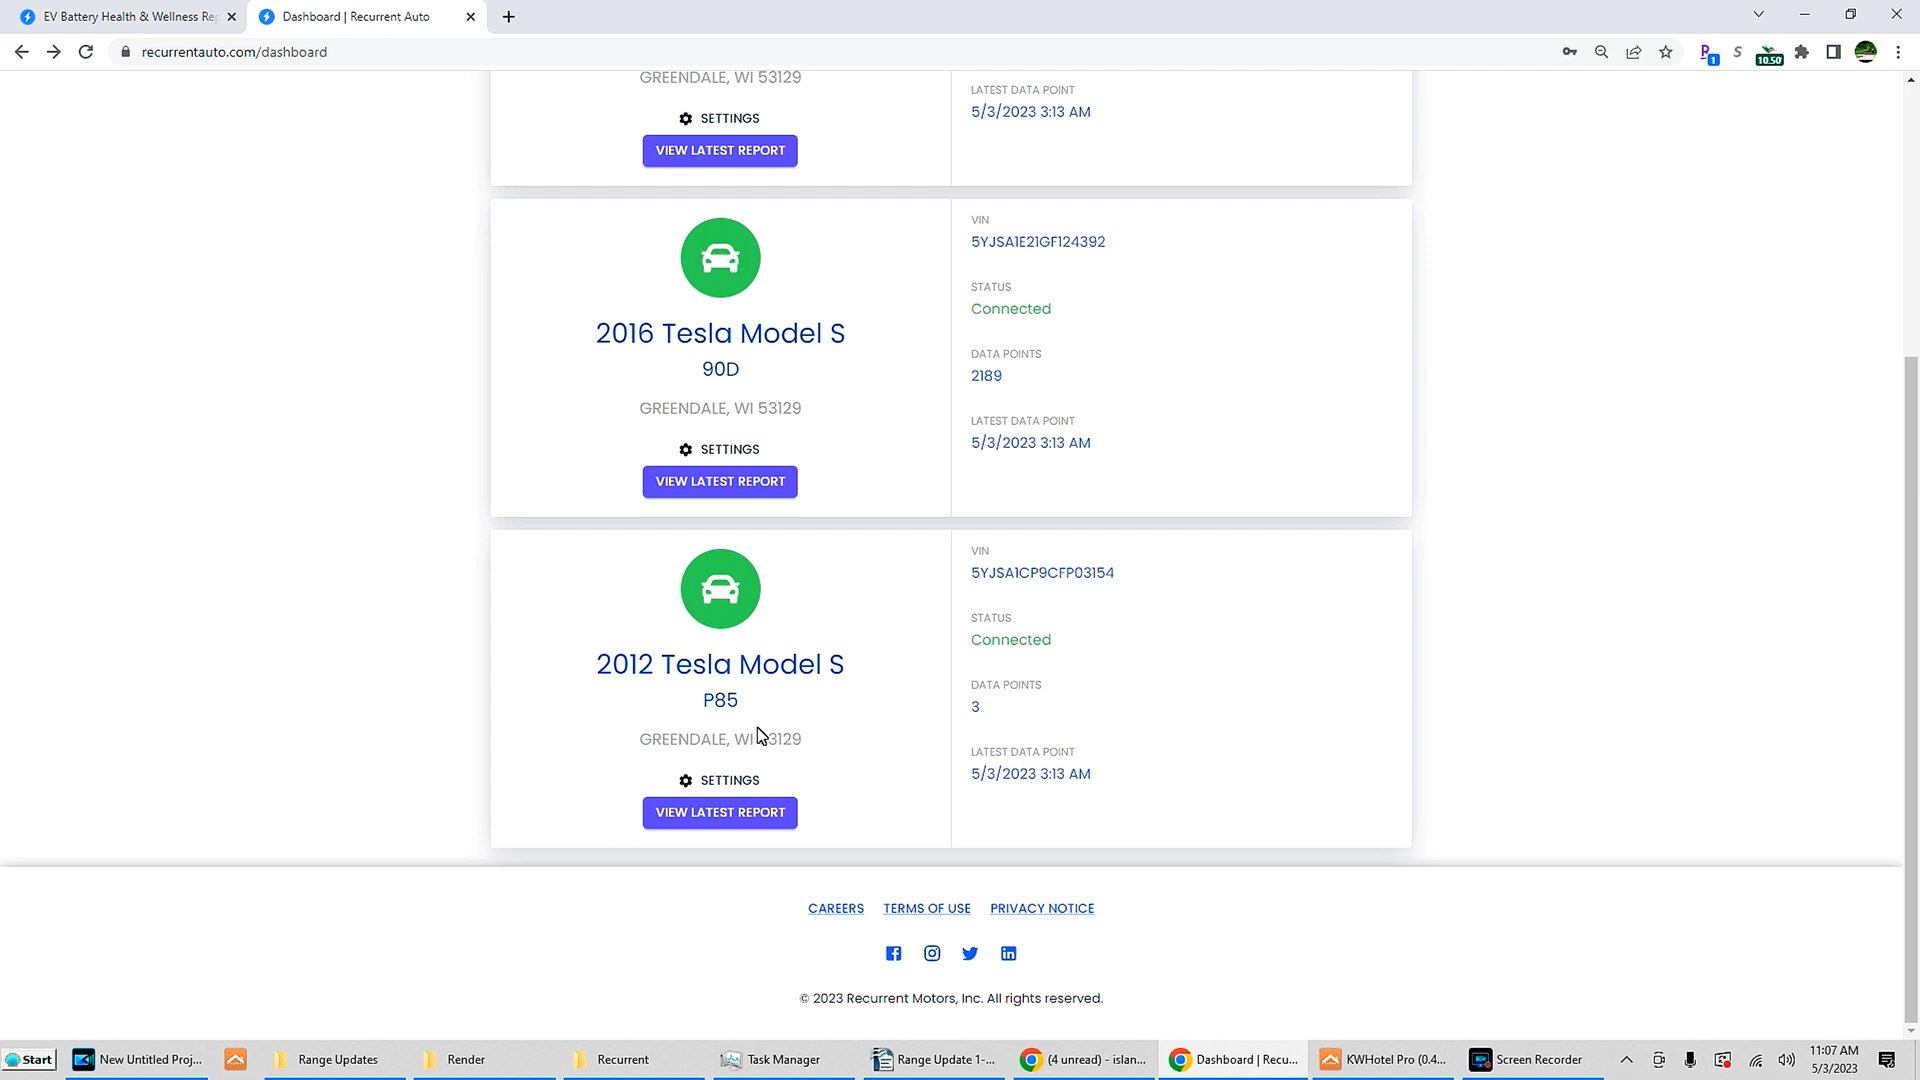 EV Battery Health & Wellness Re
Dashboard | Recurrent Auto
recurrentauto.com/dashboard
1
10.50
GREENDALE, WI 53129
SETTINGS
VIEW LATEST REPORT
LATEST DATA POINT
5/3/2023 3:13 AM
2016 Tesla Model S
90D
GREENDALE, WI 53129
SETTINGS
VIEW LATEST REPORT
VIN
5YJSA1E21GF124392
STATUS
Connected
DATA POINTS
2189
LATEST DATA POINT
5/3/2023 3:13 AM
2012 Tesla Model S
P85
GREENDALE, WI 53129
SETTINGS
VIEW LATEST REPORT
VIN
5YJSA1CP9CFP03154
STATUS
Connected
DATA POINTS
3
LATEST DATA POINT
5/3/2023 3:13 AM
CAREERS TERMS OF USE PRIVACY NOTICE
© 2023 Recurrent Motors, Inc. All rights reserved.
Start
New Untitled Proj...
Range Updates
Render
Recurrent
Task Manager
Range Update 1-...
(4 unread) - islan...
Dashboard | Recu...
KWHotel Pro (0.4...
Screen Recorder
11:07 AM
5/3/2023